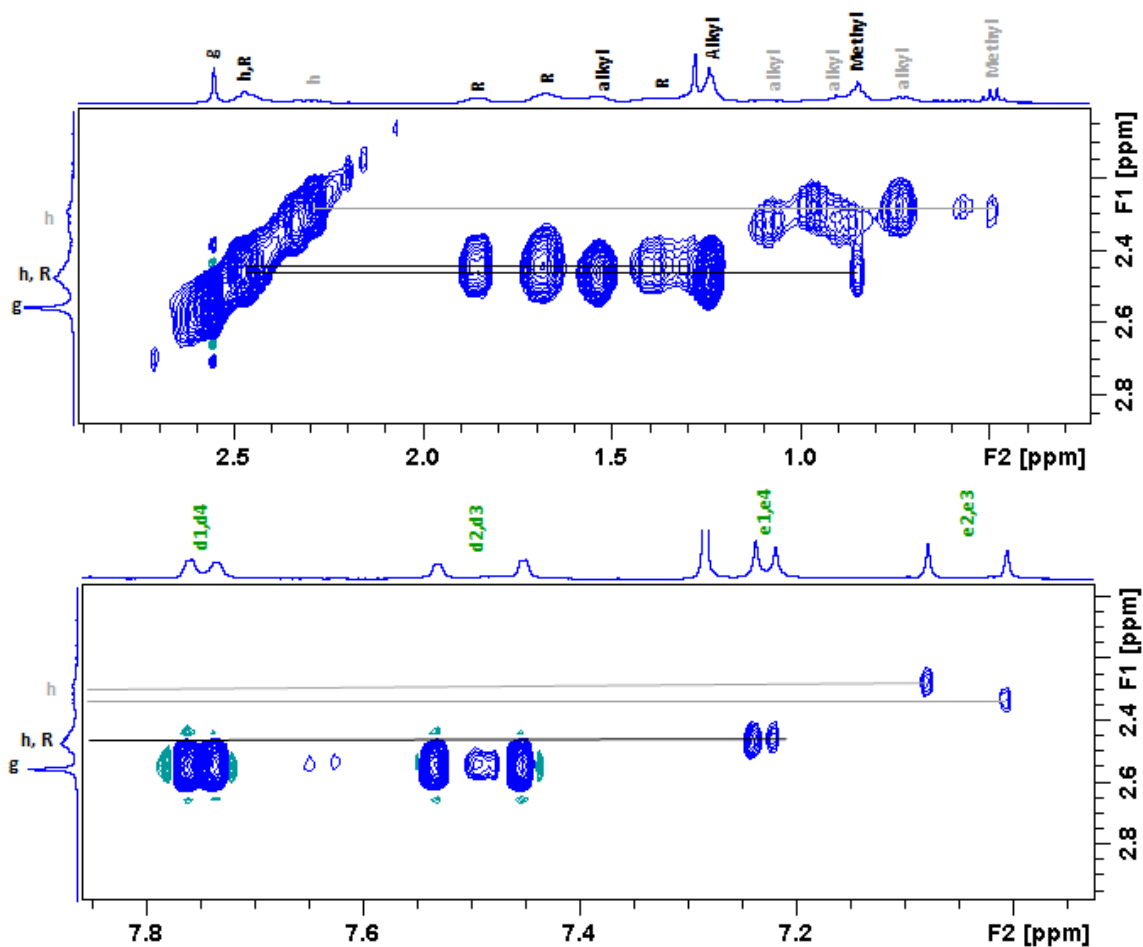 g
h,R
h
R
R
alkyl
R
Alkyl
alkyl
alkyl
Methyl
alkyl
Methyl
h
h, R
g
2.4
2.6
2.8
F1 [ppm]
2.5
2.0
1.5
1.0
F2 [ppm]
d1,d4
d2,d3
e1,e4
e2,e3
h
h, R
g
2.4
2.6
2.8
F1 [ppm]
7.8
7.6
7.4
7.2
F2 [ppm]